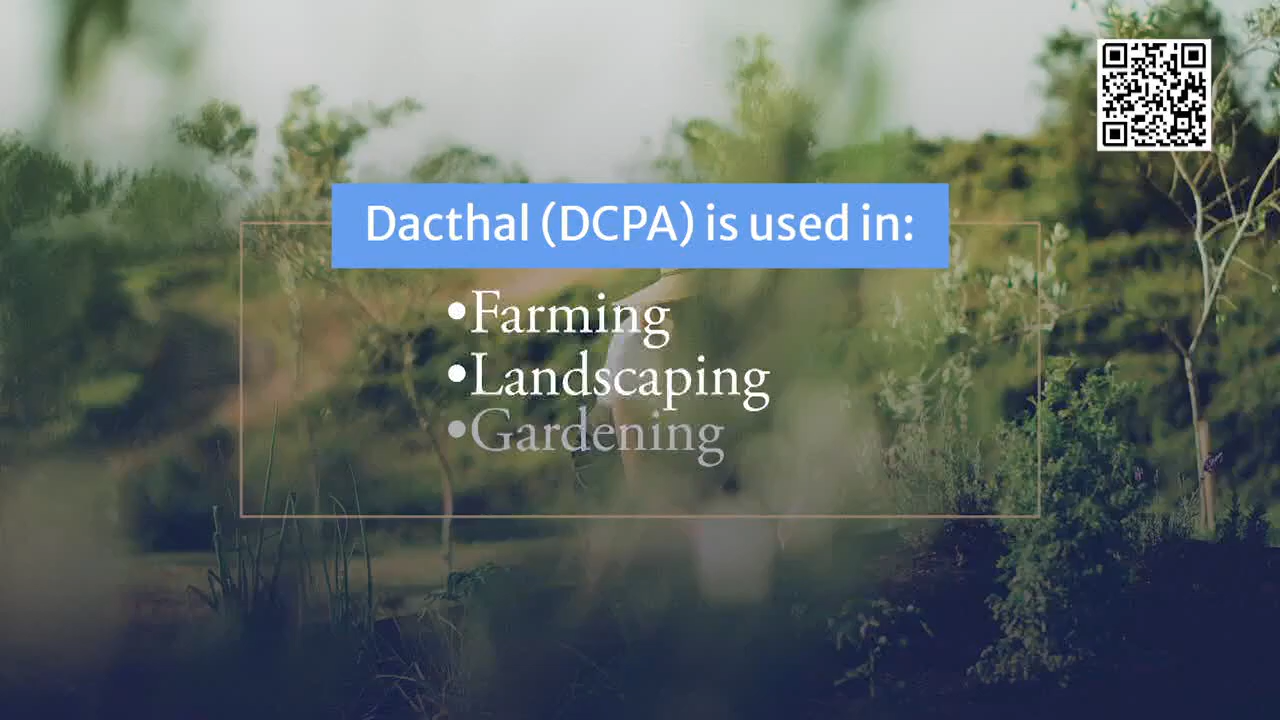 Dacthal (DCPA) is used in:
•Farming
•Landscaping
•Gardening